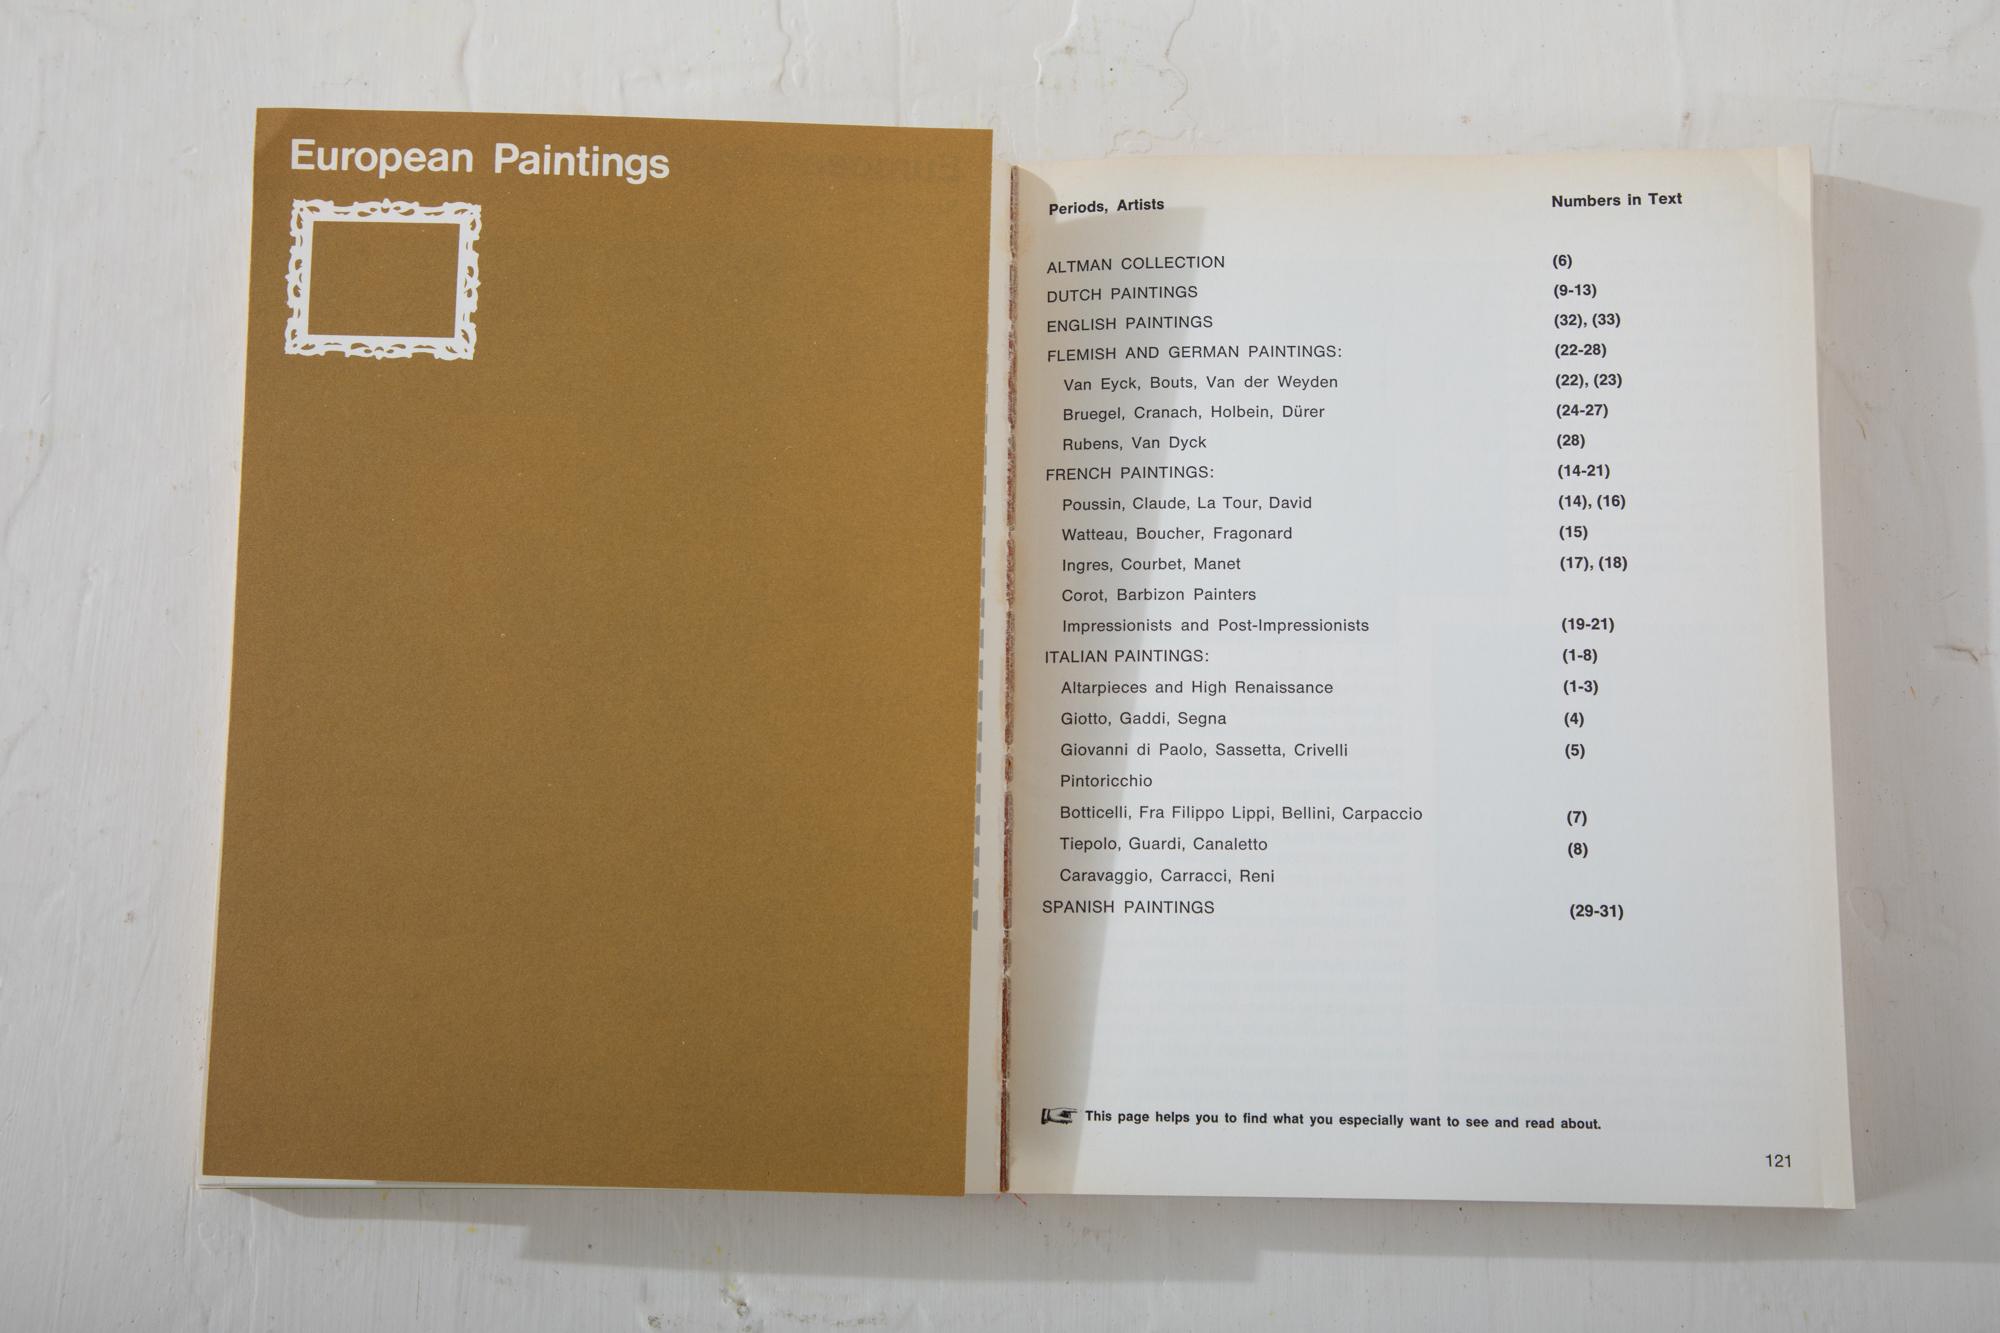 European Paintings
Periods, Artists Numbers in Text
ALTMAN COLLECTION (6)
DUTCH PAINTINGS (9-13)
ENGLISH PAINTINGS (32), (33)
FLEMISH AND GERMAN PAINTINGS: (22-28)
Van Eyck, Bouts, Van der Weyden (22), (23)
Bruegel, Cranach, Holbein, Dürer (24-27)
Rubens, Van Dyck (28)
FRENCH PAINTINGS: (14-21)
Poussin, Claude, La Tour, David (14), (16)
Watteau, Boucher, Fragonard (15)
Ingres, Courbet, Manet (17), (18)
Corot, Barbizon Painters
Impressionists and Post-Impressionists (19-21)
ITALIAN PAINTINGS: (1-8)
Altarpieces and High Renaissance (1-3)
Giotto, Gaddi, Segna (4)
Giovanni di Paolo, Sassetta, Crivelli (5)
Pintoricchio
Botticelli, Fra Filippo Lippi, Bellini, Carpaccio (7)
Tiepolo, Guardi, Canaletto (8)
Caravaggio, Carracci, Reni
SPANISH PAINTINGS (29-31)
This page helps you to find what you especially want to see and read about.
121